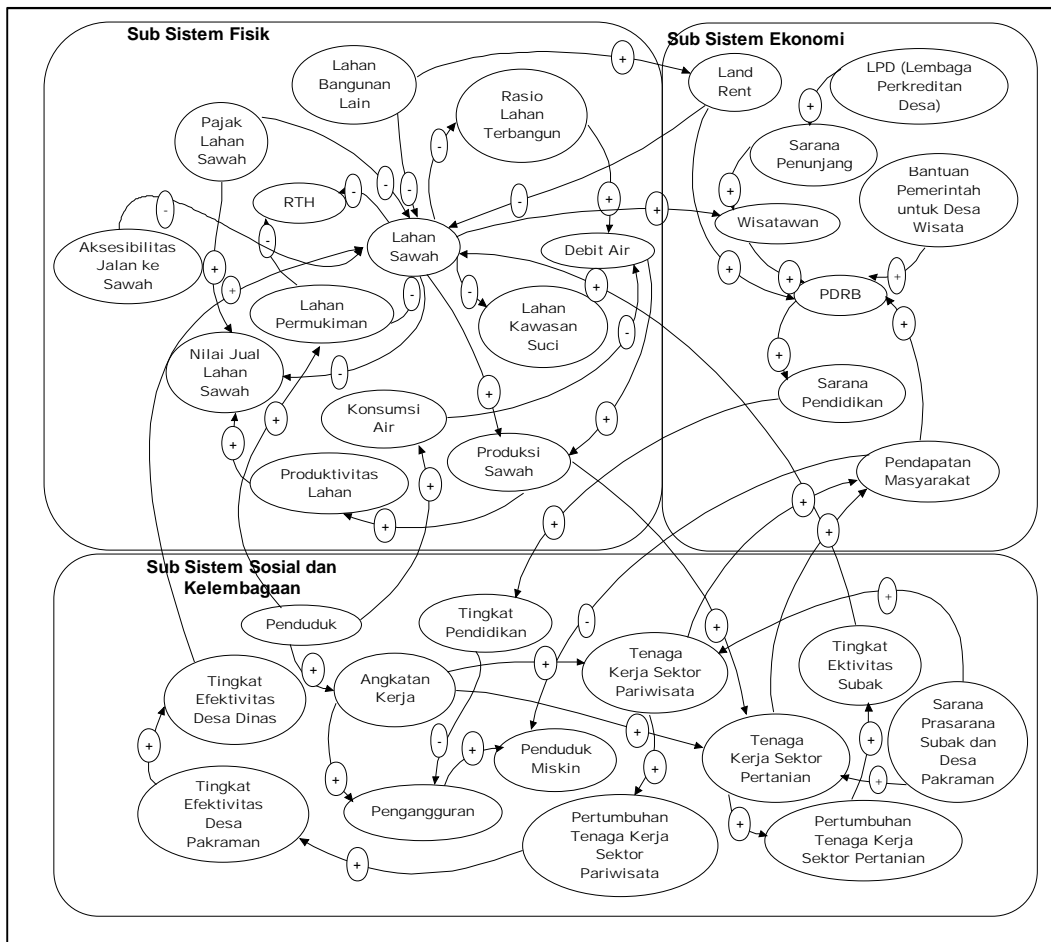 Sub Sistem Fisik
Lahan
Bangunan
Lain
Rasio
Lahan
Terbangun
Pajak
Lahan
Sawah
RTH
Lahan
Sawah
Debit Air
Aksesibilitas
Jalan ke
Sawah
Lahan
Permukiman
Lahan
Kawasan
Suci
Nilai Jual
Lahan
Sawah
Konsumsi
Air
Produksi
Sawah
Produktivitas
Lahan
Sub Sistem Ekonomi
Land
Rent
LPD (Lembaga
Perkreditan
Desa)
Sarana
Penunjang
Bantuan
Pemerintah
untuk Desa
Wisata
Wisatawan
PDRB
Sarana
Pendidikan
Pendapatan
Masyarakat
Sub Sistem Sosial dan
Kelembagaan
Penduduk
Tingkat
Pendidikan
Tingkat
Efektivitas
Desa Dinas
Angkatan
Kerja
Tenaga
Kerja Sektor
Pariwisata
Tingkat
Ektivitas
Subak
Sarana
Prasarana
Subak dan
Desa
Pakraman
Penduduk
Miskin
Tenaga
Kerja Sektor
Pertanian
Tingkat
Efektivitas
Desa
Pakraman
Pengangguran
Pertumbuhan
Tenaga Kerja
Sektor
Pariwisata
Pertumbuhan
Tenaga Kerja
Sektor Pertanian